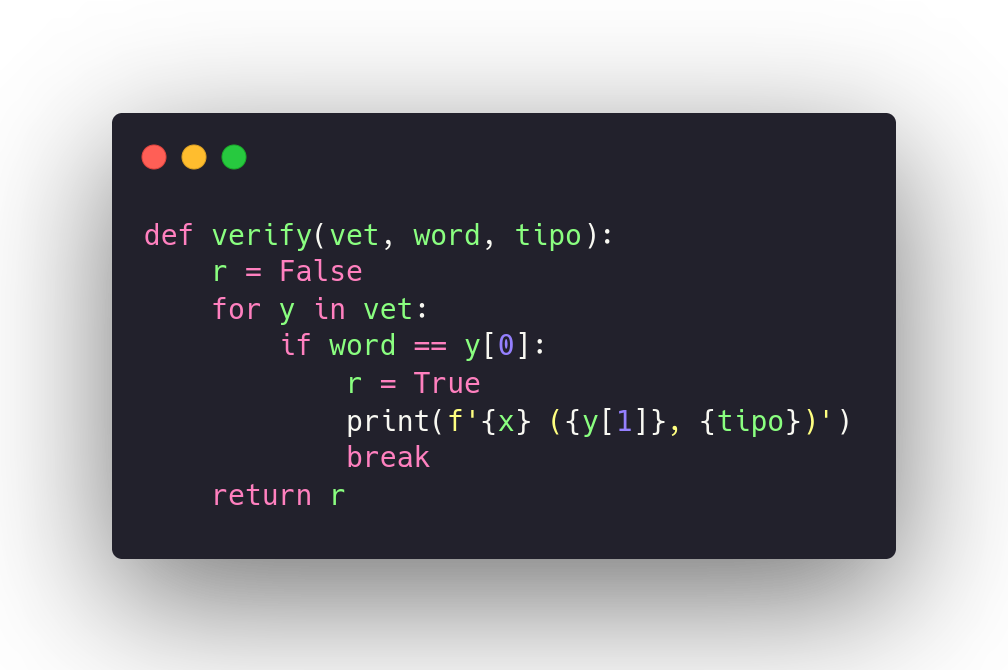 def verify(vet, word, tipo):
    r = False
    for y in vet:
        if word == y[0]:
            r = True
            print(f'{x} ({y[1]}, {tipo})')
            break
    return r